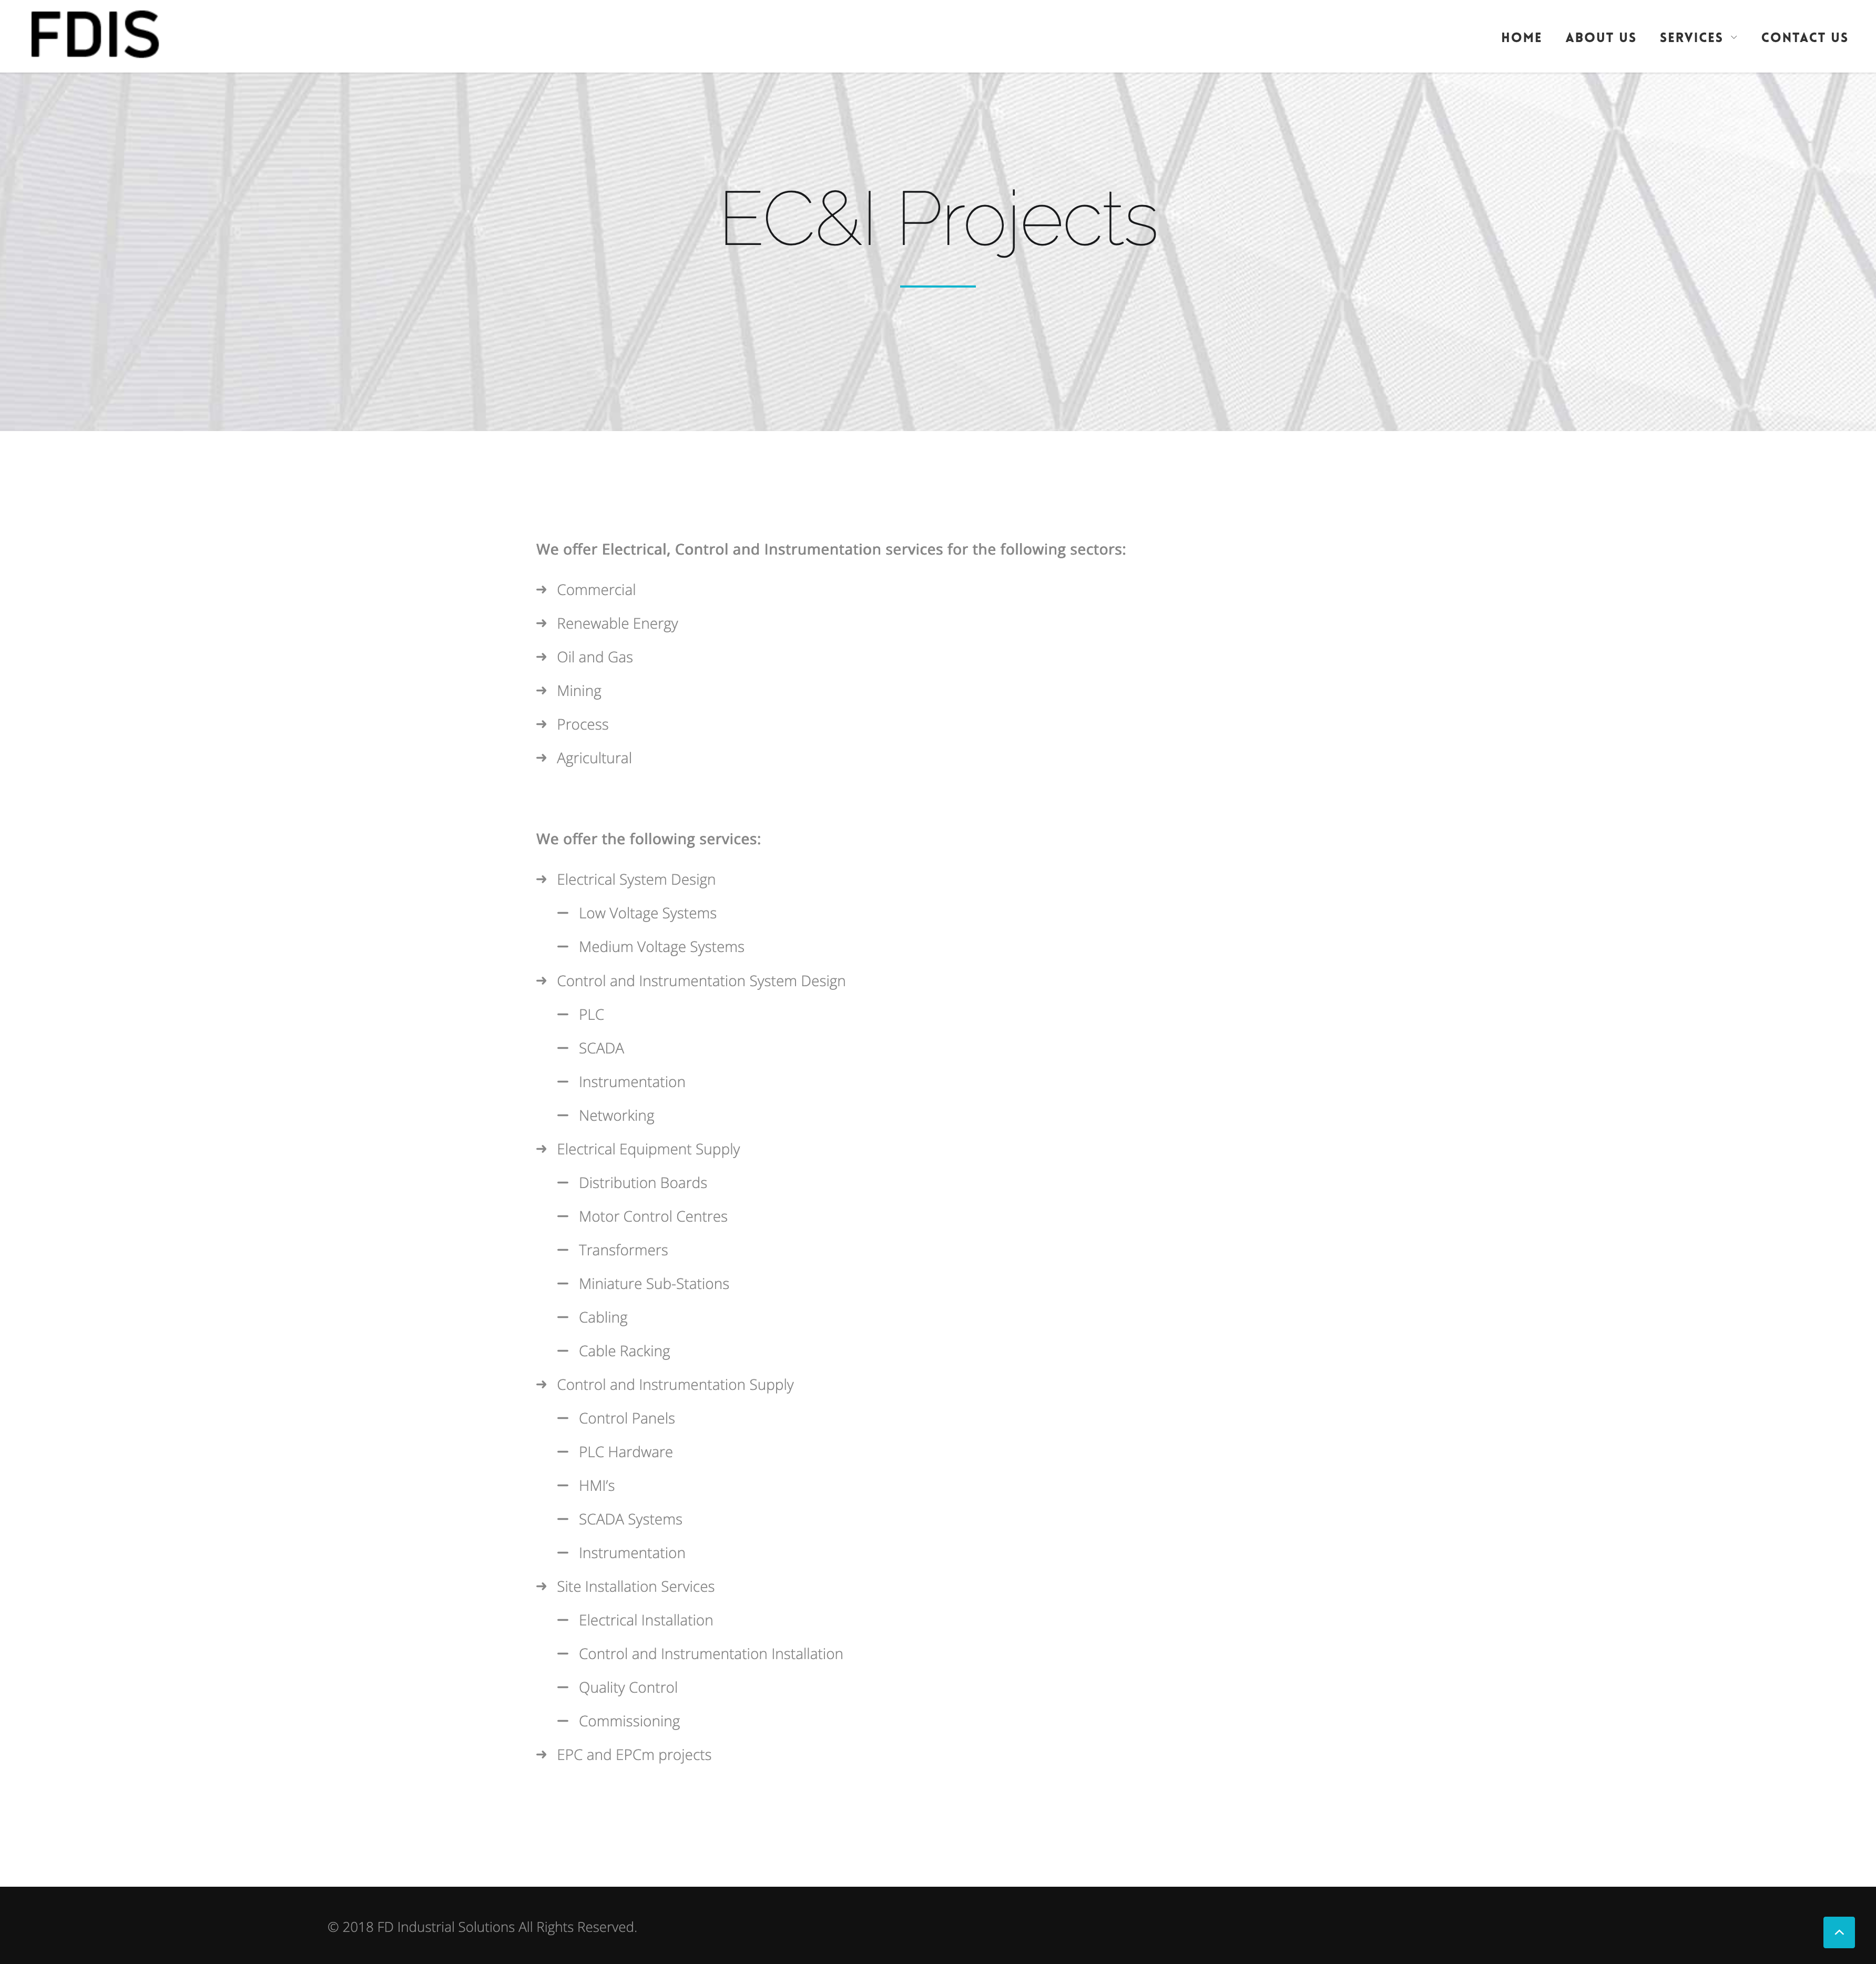 FDIS
HOME ABOUT US SERVICES CONTACT US
EC&I Projects
We offer Electrical, Control and Instrumentation services for the following sectors:
Commercial
Renewable Energy
Oil and Gas
Mining
Process
Agricultural
We offer the following services:
Electrical System Design
Low Voltage Systems
Medium Voltage Systems
Control and Instrumentation System Design
PLC
SCADA
Instrumentation
Networking
Electrical Equipment Supply
Distribution Boards
Motor Control Centres
Transformers
Miniature Sub-Stations
Cabling
Cable Racking
Control and Instrumentation Supply
Control Panels
PLC Hardware
HMI’s
SCADA Systems
Instrumentation
Site Installation Services
Electrical Installation
Control and Instrumentation Installation
Quality Control
Commissioning
EPC and EPCm projects
© 2018 FD Industrial Solutions All Rights Reserved.